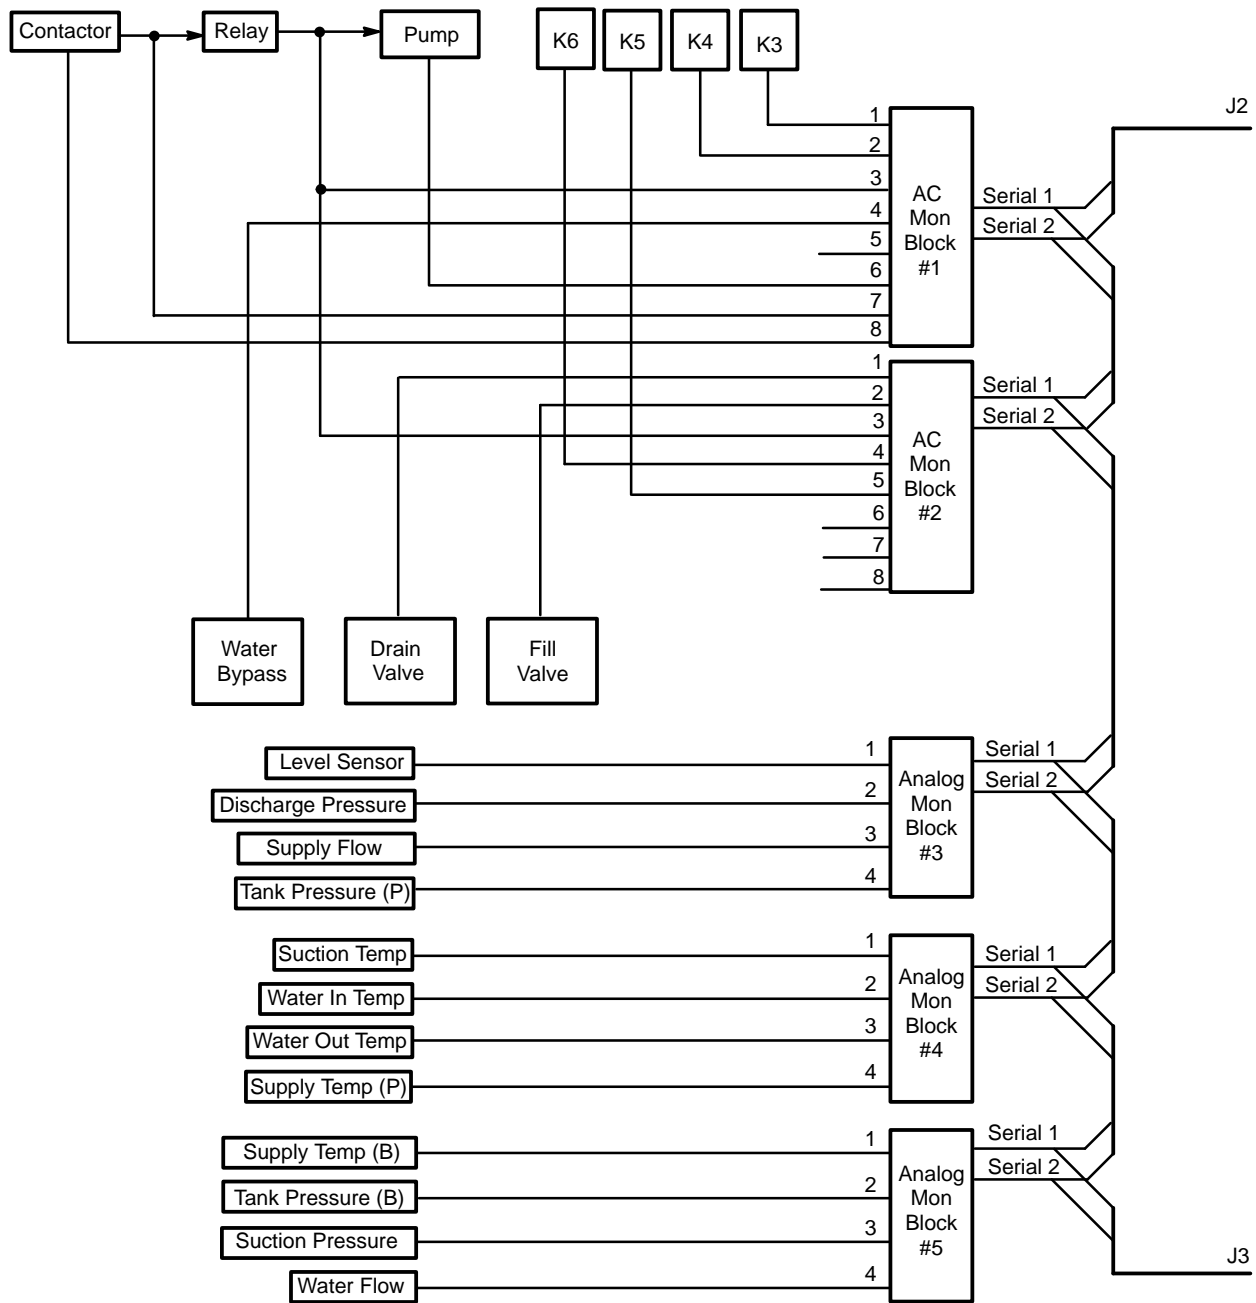 Contactor
Relay
Pump
K6
K5
K4
K3
J2
1
2
3
4
5
6
7
8
AC
Mon
Block
#1
Serial 1
Serial 2
1
2
3
4
5
6
7
8
AC
Mon
Block
#2
Serial 1
Serial 2
Water
Bypass
Drain
Valve
Fill
Valve
Level Sensor
Discharge Pressure
Supply Flow
Tank Pressure (P)
1
2
3
4
Analog
Mon
Block
#3
Serial 1
Serial 2
Suction Temp
Water In Temp
Water Out Temp
Supply Temp (P)
1
2
3
4
Analog
Mon
Block
#4
Serial 1
Serial 2
Supply Temp (B)
Tank Pressure (B)
Suction Pressure
Water Flow
1
2
3
4
Analog
Mon
Block
#5
Serial 1
Serial 2
J3